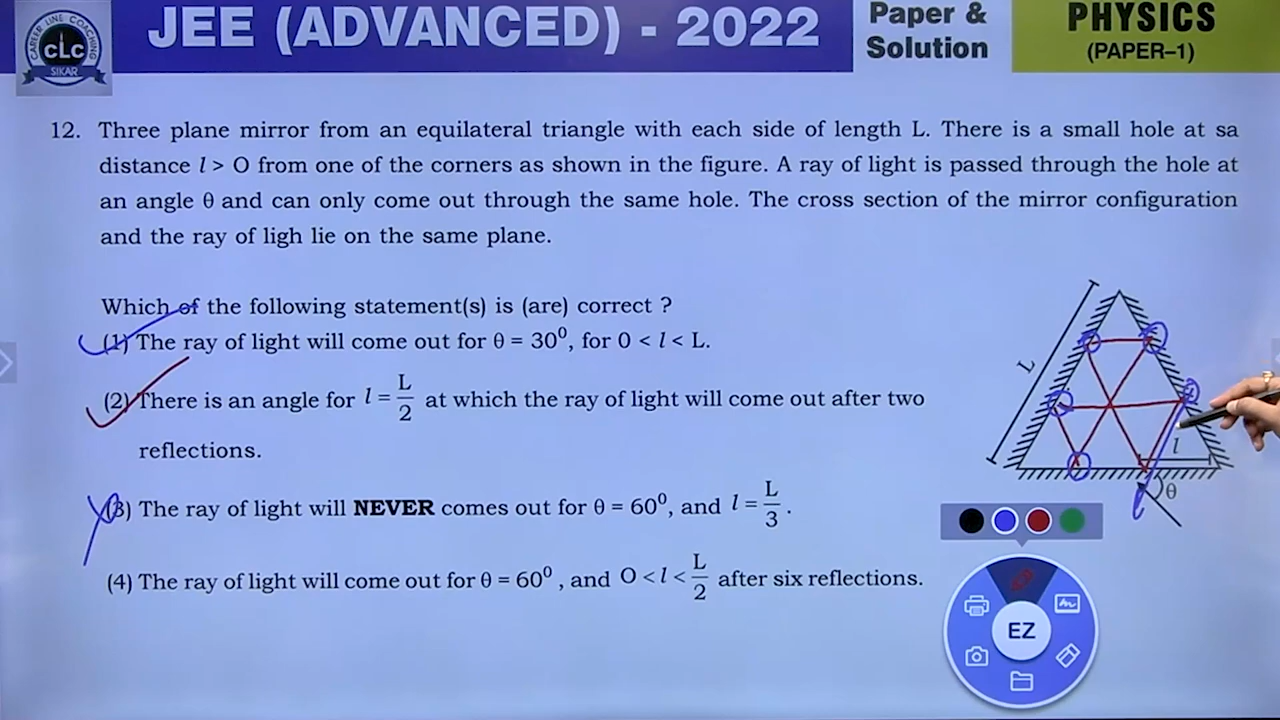 CAREER LINE COACHING
CLC
SIKAR
JEE (ADVANCED) - 2022
Paper &
Solution
PHYSICS
(PAPER–1)
12. Three plane mirror from an equilateral triangle with each side of length L. There is a small hole at sa
distance l > O from one of the corners as shown in the figure. A ray of light is passed through the hole at
an angle θ and can only come out through the same hole. The cross section of the mirror configuration
and the ray of ligh lie on the same plane.
Which of the following statement(s) is (are) correct ?
(1) The ray of light will come out for θ = 30⁰, for 0 < l < L.
(2) There is an angle for l = L/2 at which the ray of light will come out after two
reflections.
(3) The ray of light will NEVER comes out for θ = 60⁰, and l = L/3.
(4) The ray of light will come out for θ = 60⁰ , and O < l < L/2 after six reflections.
L
l
θ
EZ